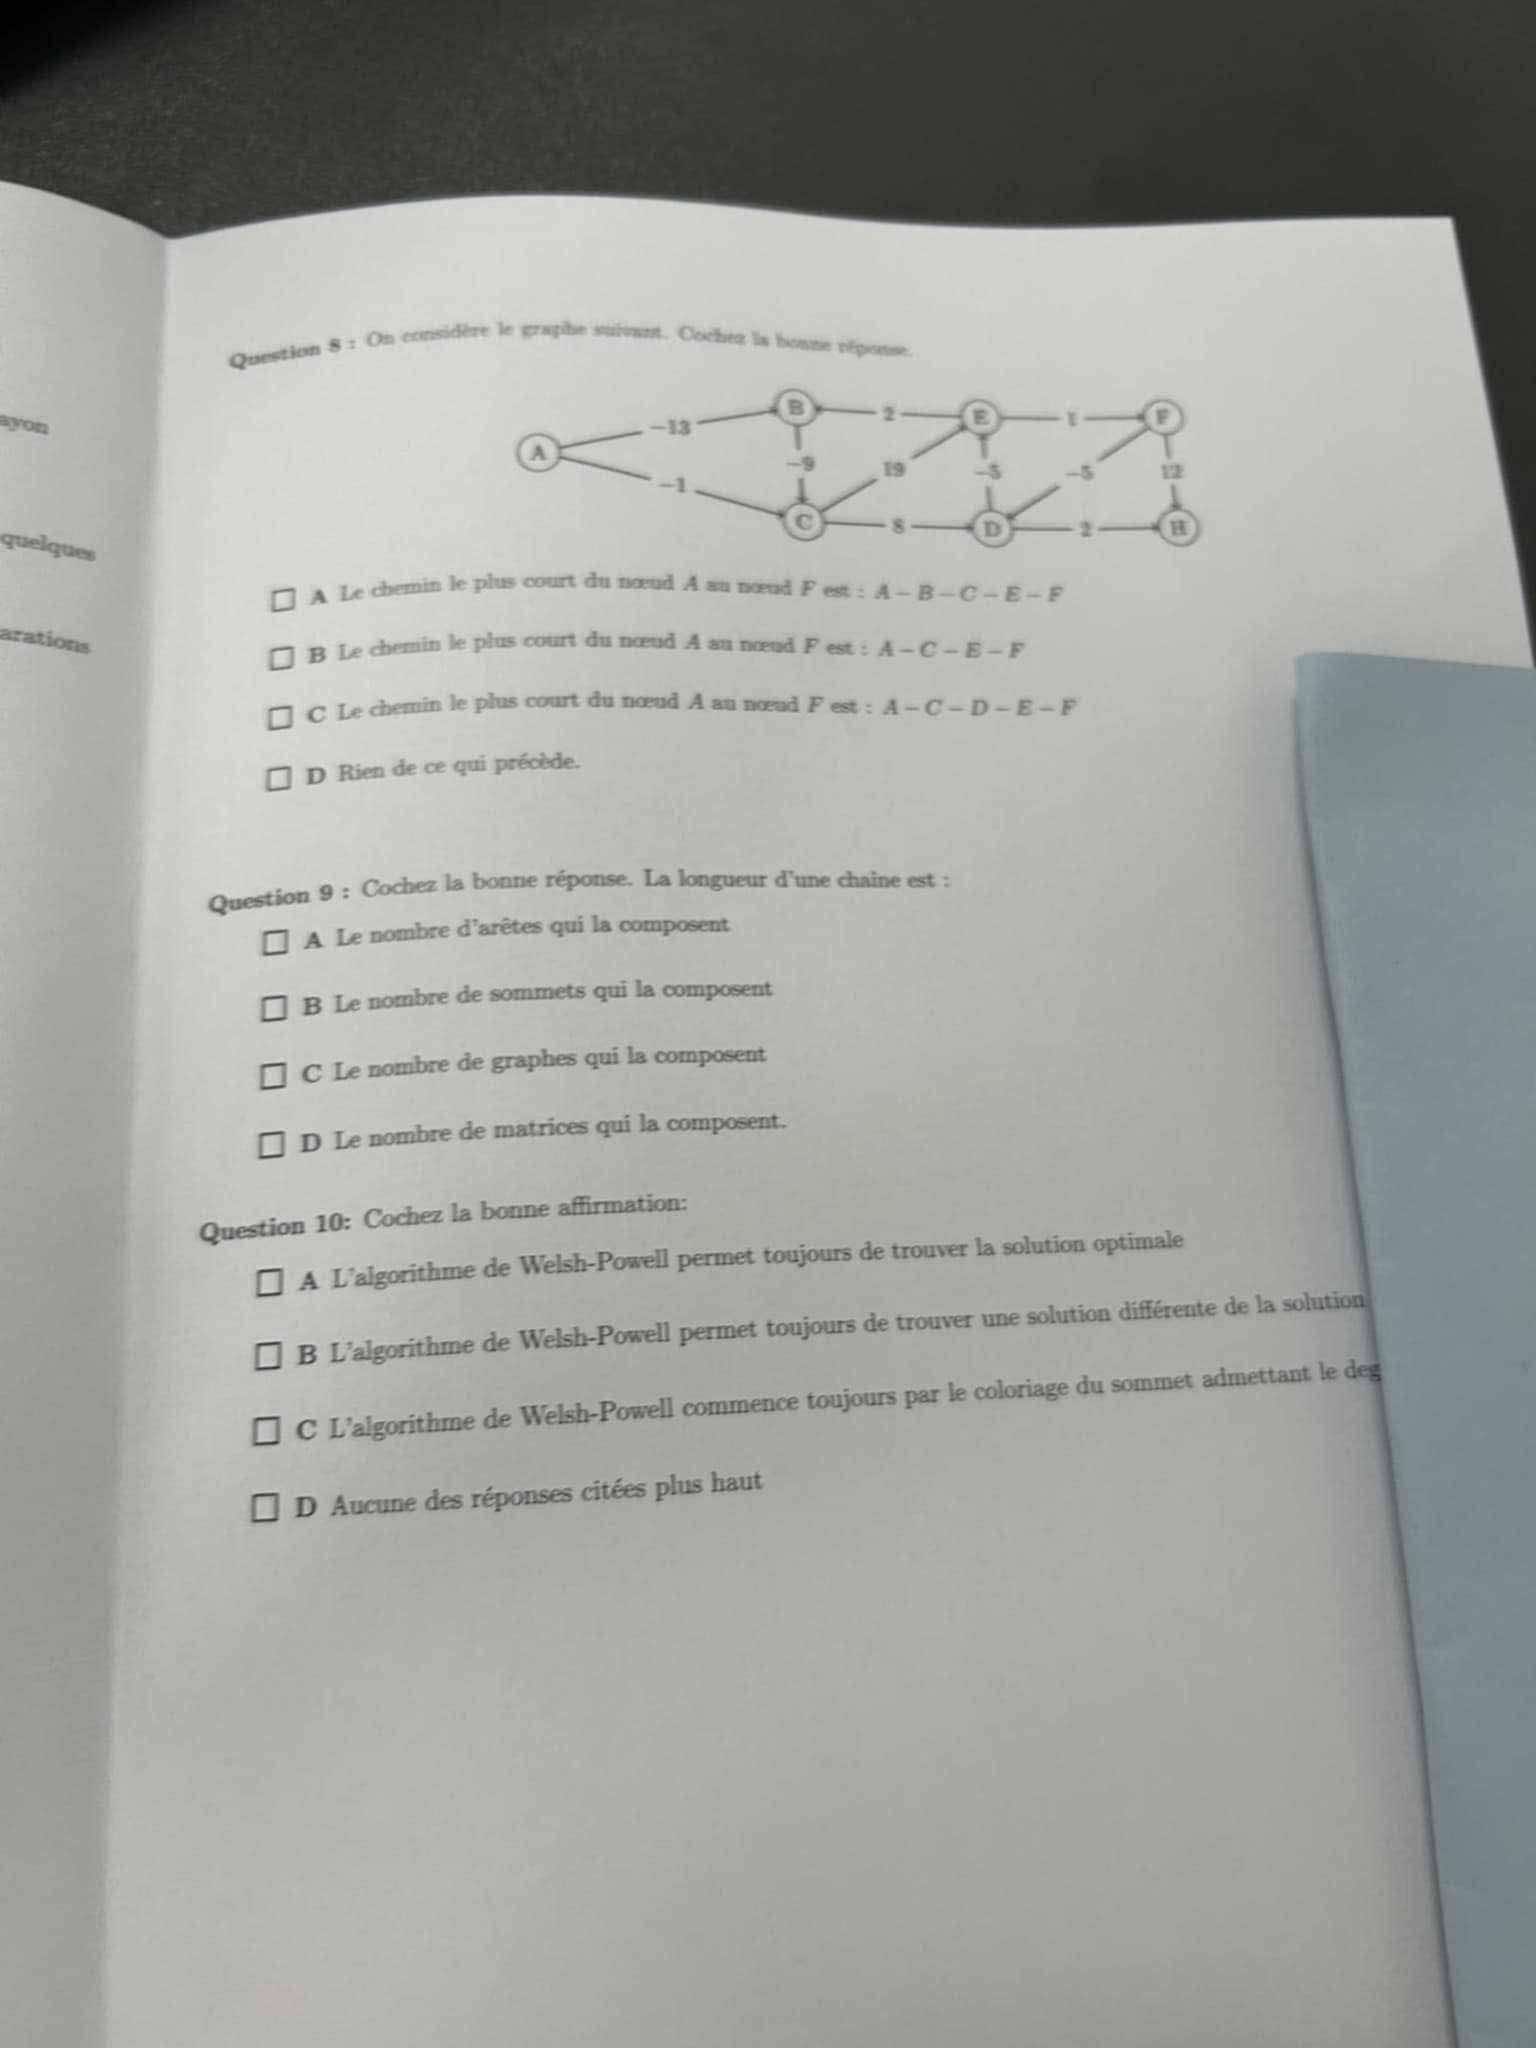 ayon
quelques
arations
Question 8 : On considère le graphe suivant. Cochez la bonne réponse.
B 2 E 1 F
-13
A
-9 19 -5 -5 12
-1
C 8 D 2 H
A Le chemin le plus court du nœud A au nœud F est : A – B – C – E – F
B Le chemin le plus court du nœud A au nœud F est : A – C – E – F
C Le chemin le plus court du nœud A au nœud F est : A – C – D – E – F
D Rien de ce qui précède.
Question 9 : Cochez la bonne réponse. La longueur d'une chaîne est :
A Le nombre d'arêtes qui la composent
B Le nombre de sommets qui la composent
C Le nombre de graphes qui la composent
D Le nombre de matrices qui la composent.
Question 10: Cochez la bonne affirmation:
A L'algorithme de Welsh-Powell permet toujours de trouver la solution optimale
B L'algorithme de Welsh-Powell permet toujours de trouver une solution différente de la solution
C L'algorithme de Welsh-Powell commence toujours par le coloriage du sommet admettant le deg
D Aucune des réponses citées plus haut